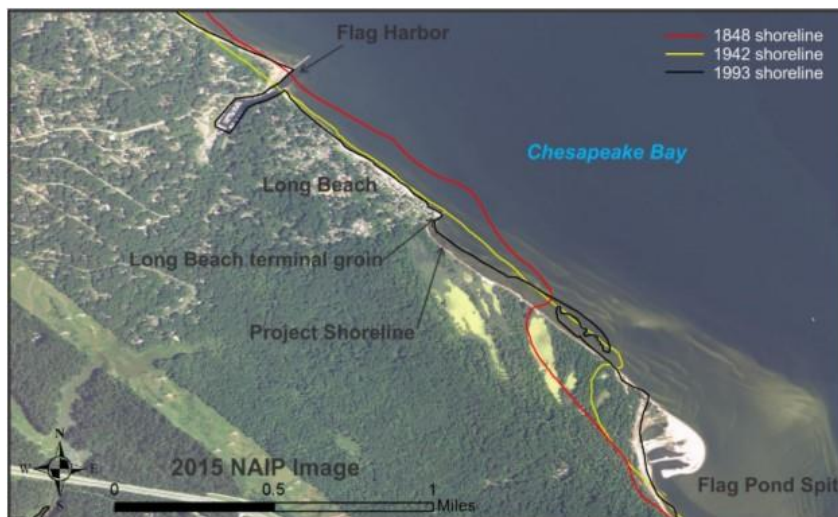 Flag Harbor
1848 shoreline
1942 shoreline
1993 shoreline
Chesapeake Bay
Long Beach
Long Beach terminal groin
Project Shoreline
N
W E
S
2015 NAIP Image
Flag Pond Spit
0 0.5 1
Miles